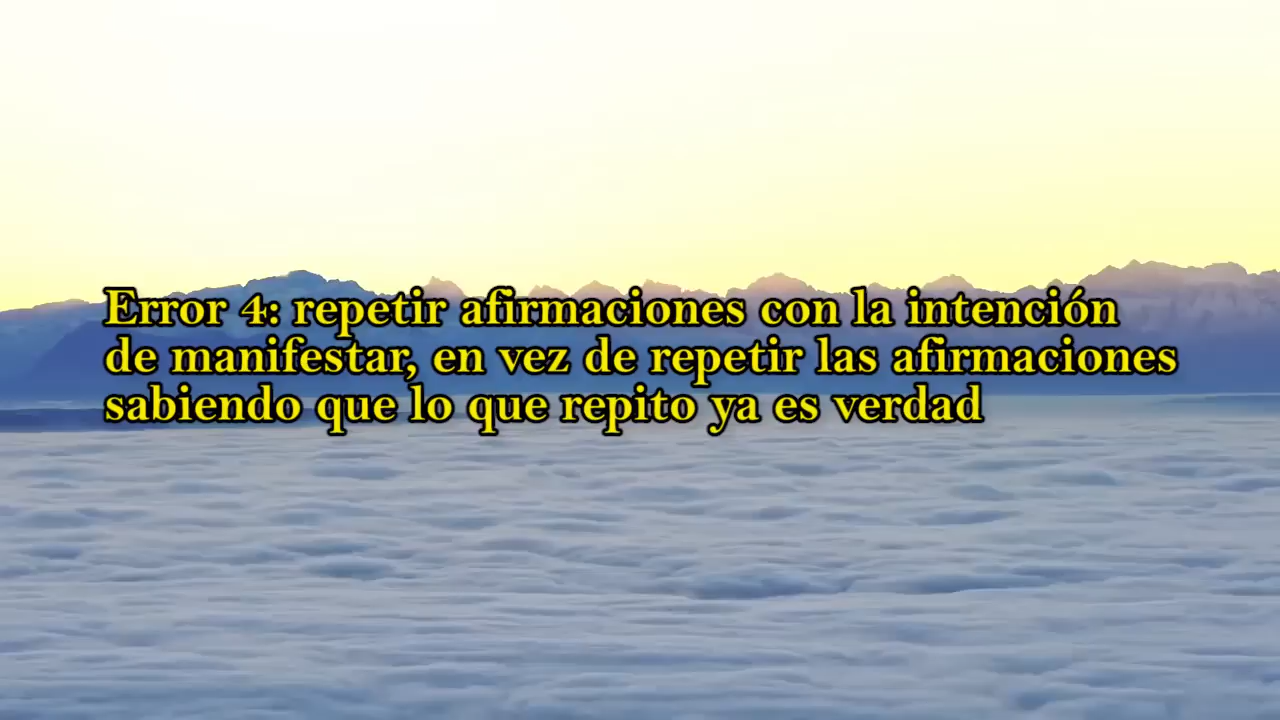 Error 4: repetir afirmaciones con la intención
de manifestar, en vez de repetir las afirmaciones
sabiendo que lo que repito ya es verdad